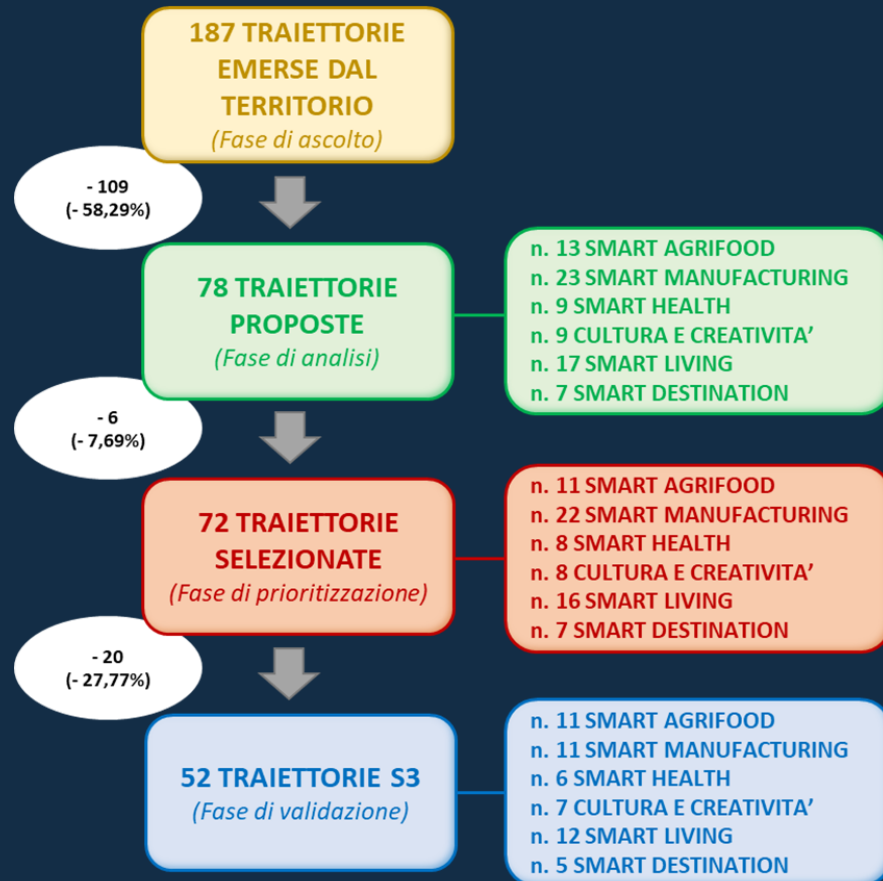 187 TRAIETTORIE
EMERSE DAL
TERRITORIO
(Fase di ascolto)
- 109
(- 58,29%)
78 TRAIETTORIE
PROPOSTE
(Fase di analisi)
n. 13 SMART AGRIFOOD
n. 23 SMART MANUFACTURING
n. 9 SMART HEALTH
n. 9 CULTURA E CREATIVITA’
n. 17 SMART LIVING
n. 7 SMART DESTINATION
- 6
(- 7,69%)
72 TRAIETTORIE
SELEZIONATE
(Fase di prioritizzazione)
n. 11 SMART AGRIFOOD
n. 22 SMART MANUFACTURING
n. 8 SMART HEALTH
n. 8 CULTURA E CREATIVITA’
n. 16 SMART LIVING
n. 7 SMART DESTINATION
- 20
(- 27,77%)
52 TRAIETTORIE S3
(Fase di validazione)
n. 11 SMART AGRIFOOD
n. 11 SMART MANUFACTURING
n. 6 SMART HEALTH
n. 7 CULTURA E CREATIVITA’
n. 12 SMART LIVING
n. 5 SMART DESTINATION